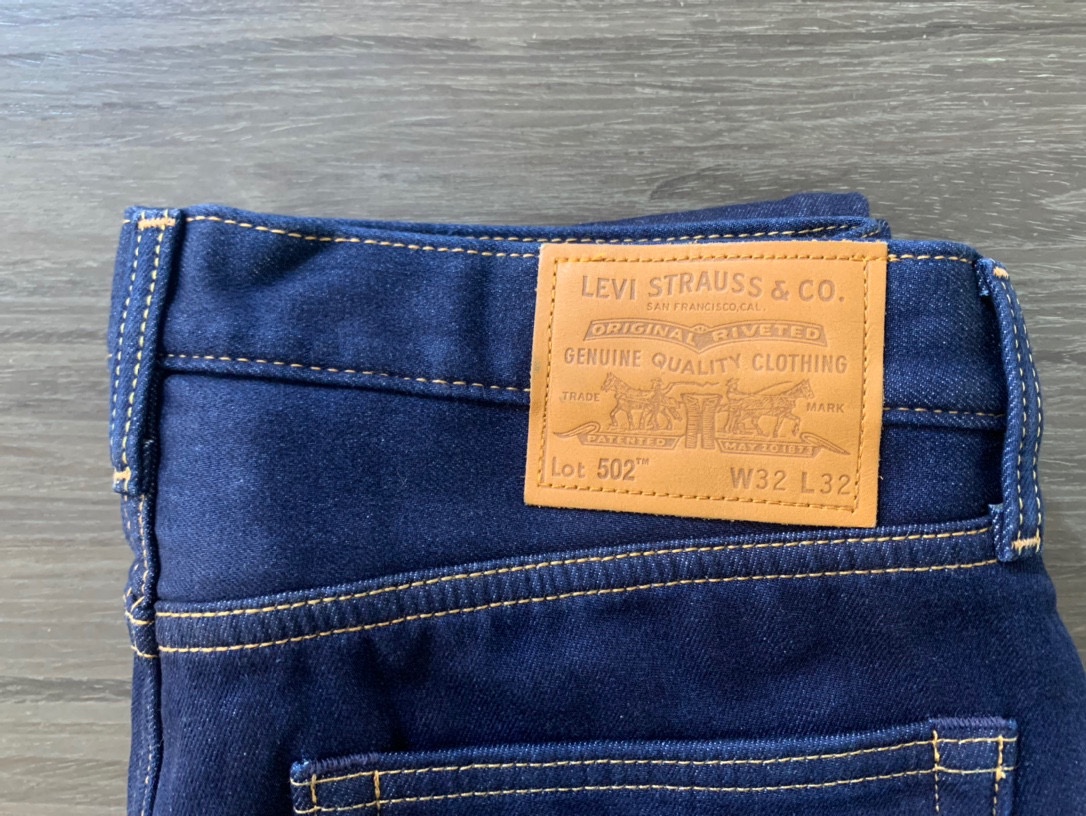 LEVI STRAUSS & CO.
SAN FRANCISCO, CAL.
ORIGINAL RIVETED
GENUINE QUALITY CLOTHING
TRADE MARK
PATENTED MAY 20 1873
Lot 502™ W32 L32